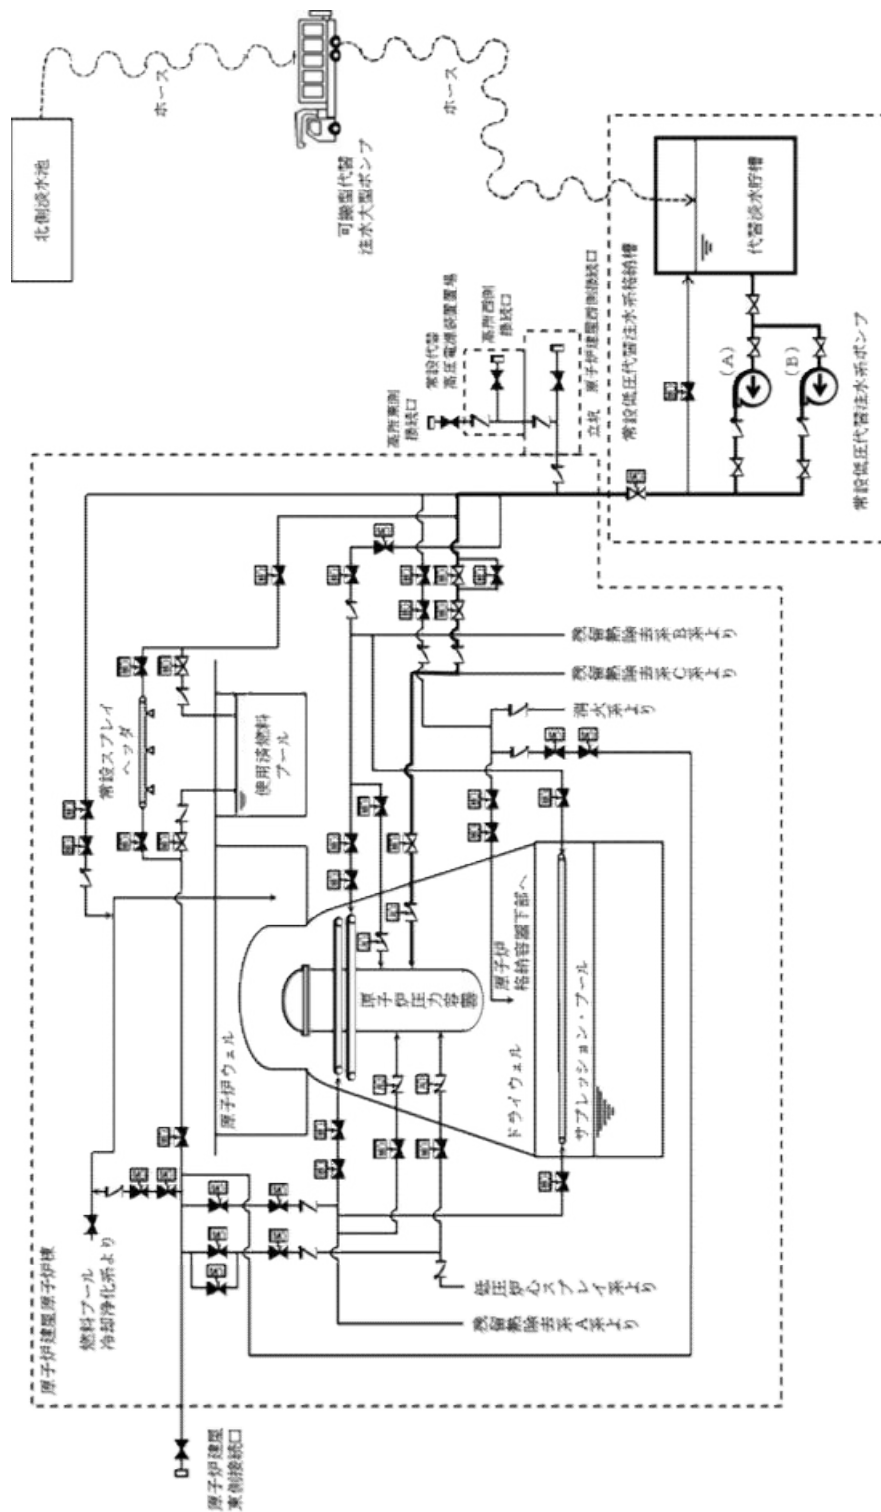 北側淡水池
ホース
可搬型代替
注水大型ポンプ
ホース
代替淡水貯槽
常設低圧代替注水系格納槽
(A)
(B)
常設低圧代替注水系ポンプ
原子炉建屋西側接続口
立坑
高所西側
接続口
常設代替
高圧電源装置置場
高所東側
接続口
残留熱除去系B系より
残留熱除去系C系より
消火系より
常設スプレイ
ヘッダ
使用済燃料
プール
原子炉
格納容器下部へ
原子炉圧力容器
原子炉ウェル
ドライウェル
サプレッション・プール
低圧炉心スプレイ系より
残留熱除去系A系より
原子炉建屋原子炉棟
燃料プール
冷却浄化系より
原子炉建屋
東側接続口